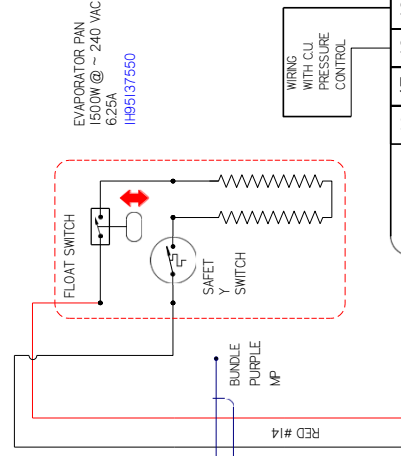 EVAPORATOR PAN
1500W @ ~ 240 VAC
6.25A
IH95137550
WIRING
WITH C.U.
PRESSURE
CONTROL
FLOAT SWITCH
SAFET
Y
SWITCH
BUNDLE
PURPLE
MP
RED #14